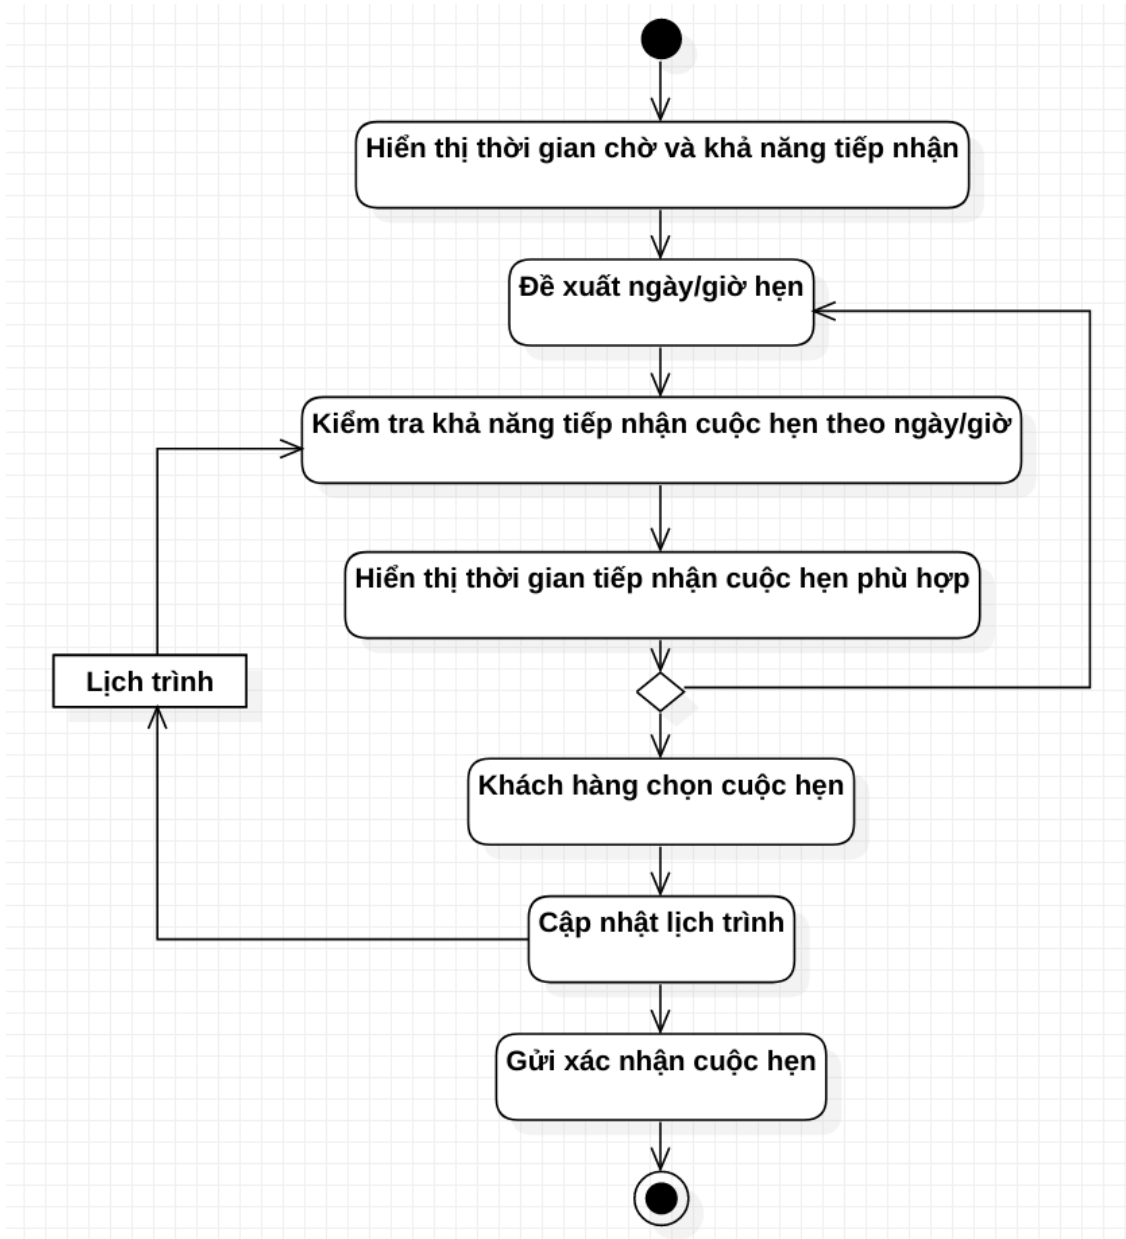 Hiển thị thời gian chờ và khả năng tiếp nhận
Đề xuất ngày/giờ hẹn
Kiểm tra khả năng tiếp nhận cuộc hẹn theo ngày/giờ
Hiển thị thời gian tiếp nhận cuộc hẹn phù hợp
Lịch trình
Khách hàng chọn cuộc hẹn
Cập nhật lịch trình
Gửi xác nhận cuộc hẹn